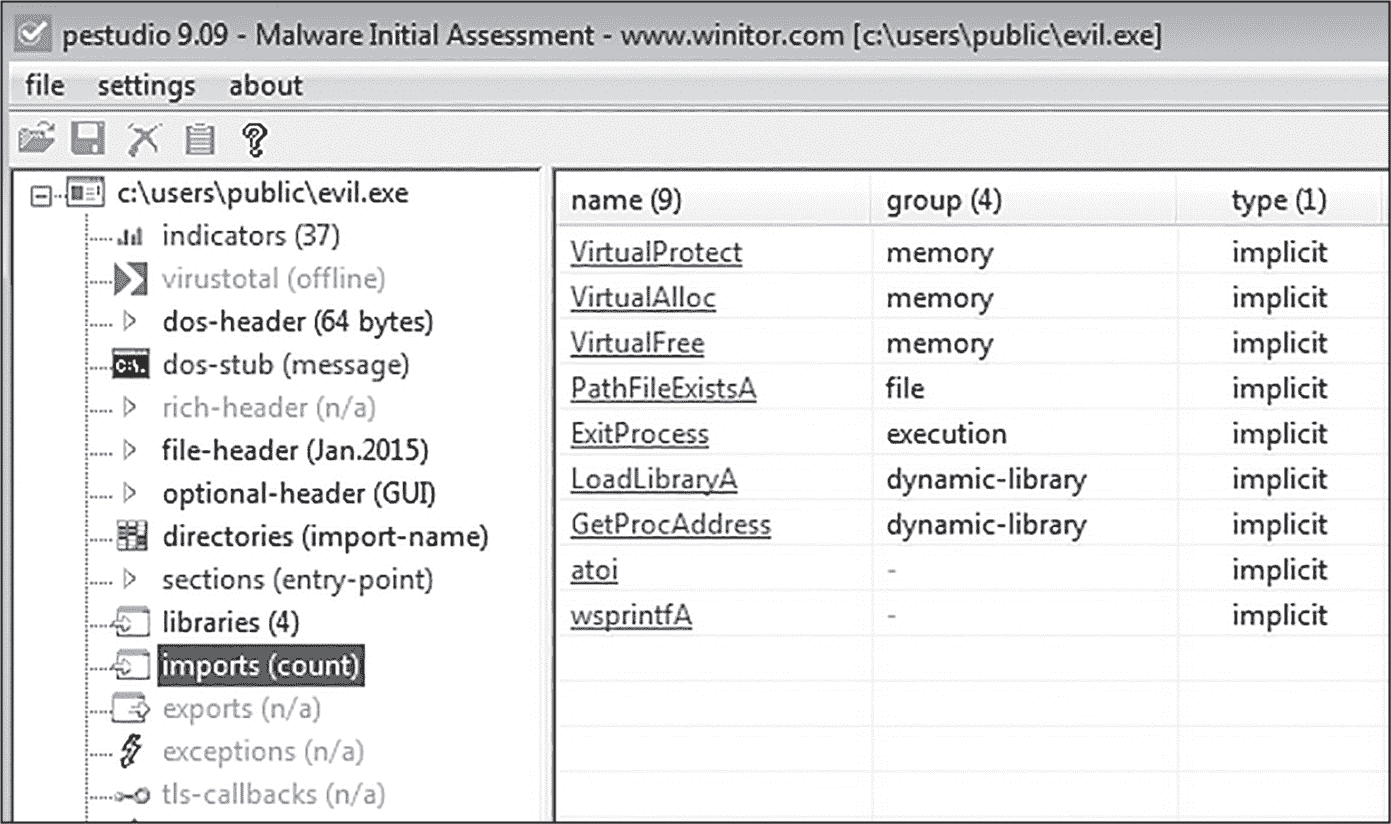 pestudio 9.09 - Malware Initial Assessment - www.winitor.com [c:\users\public\evil.exe]
file settings about
c:\users\public\evil.exe
indicators (37)
virustotal (offline)
dos-header (64 bytes)
dos-stub (message)
rich-header (n/a)
file-header (Jan.2015)
optional-header (GUI)
directories (import-name)
sections (entry-point)
libraries (4)
imports (count)
exports (n/a)
exceptions (n/a)
tls-callbacks (n/a)
name (9) group (4) type (1)
VirtualProtect memory implicit
VirtualAlloc memory implicit
VirtualFree memory implicit
PathFileExistsA file implicit
ExitProcess execution implicit
LoadLibraryA dynamic-library implicit
GetProcAddress dynamic-library implicit
atoi - implicit
wsprintfA - implicit